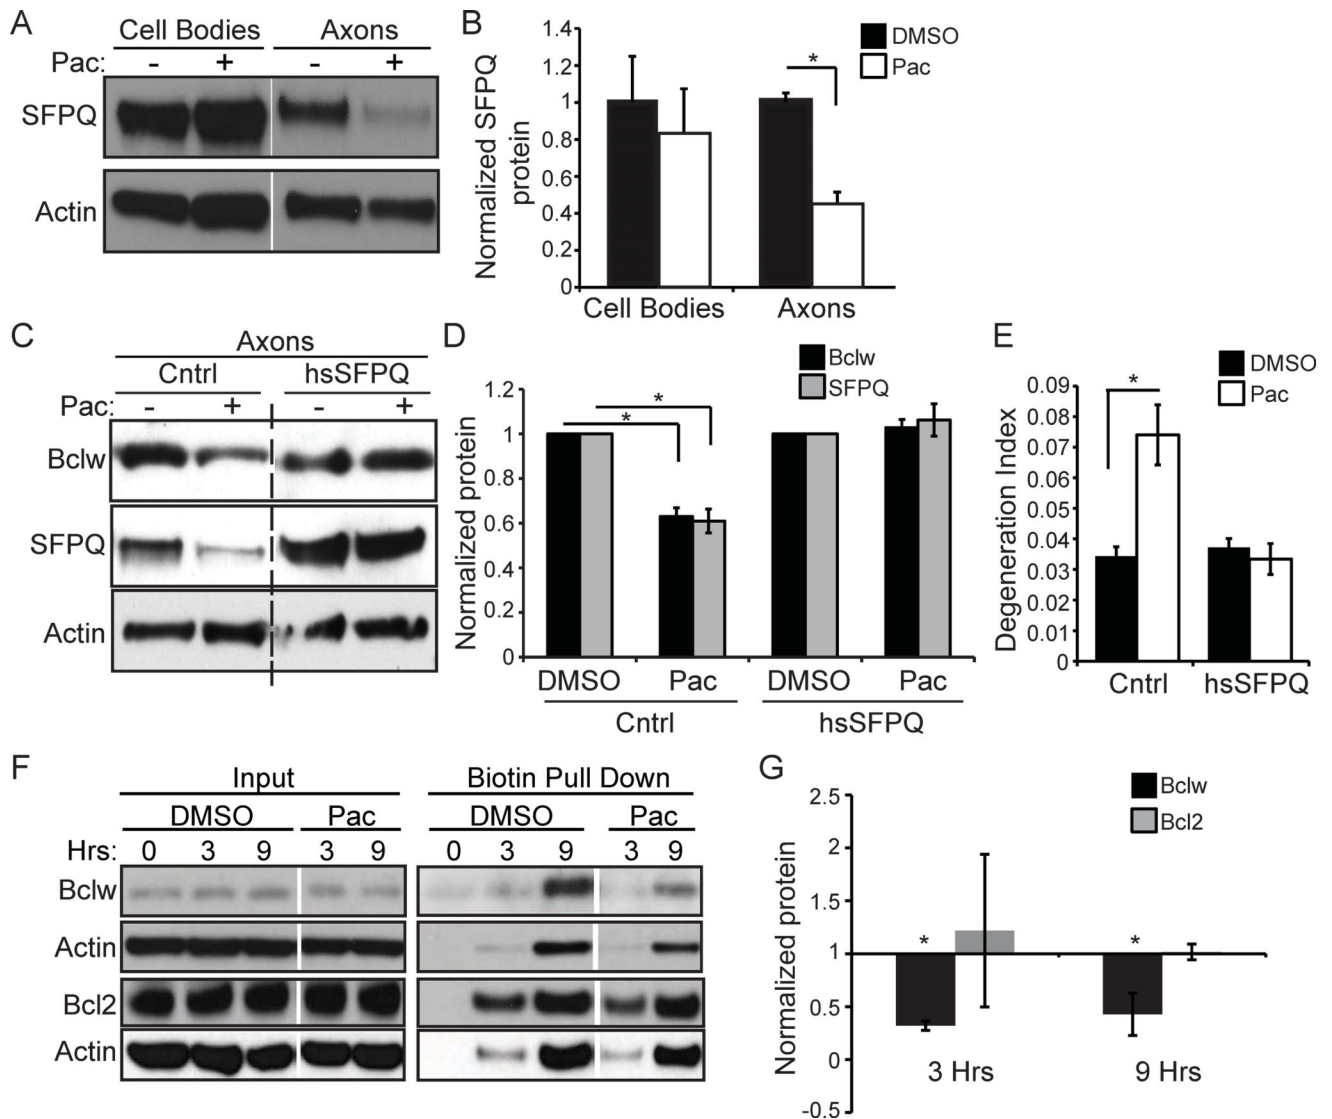 A
Cell Bodies Axons
Pac: - + - +
SFPQ
Actin
B
Normalized SFPQ
protein
1.4
1.2
1
0.8
0.6
0.4
0.2
0
DMSO
Pac
*
Cell Bodies Axons
C
Axons
Cntrl hsSFPQ
Pac: - + - +
Bclw
SFPQ
Actin
D
Normalized protein
1.2
1
0.8
0.6
0.4
0.2
0
Bclw
SFPQ
*
*
DMSO Pac DMSO Pac
Cntrl hsSFPQ
E
Degeneration Index
0.09
0.08
0.07
0.06
0.05
0.04
0.03
0.02
0.01
0
DMSO
Pac
*
Cntrl hsSFPQ
F
Input Biotin Pull Down
DMSO Pac DMSO Pac
Hrs: 0 3 9 3 9 0 3 9 3 9
Bclw
Actin
Bcl2
Actin
G
Normalized protein
2.5
2
1.5
1
0.5
0
-0.5
Bclw
Bcl2
* *
3 Hrs 9 Hrs